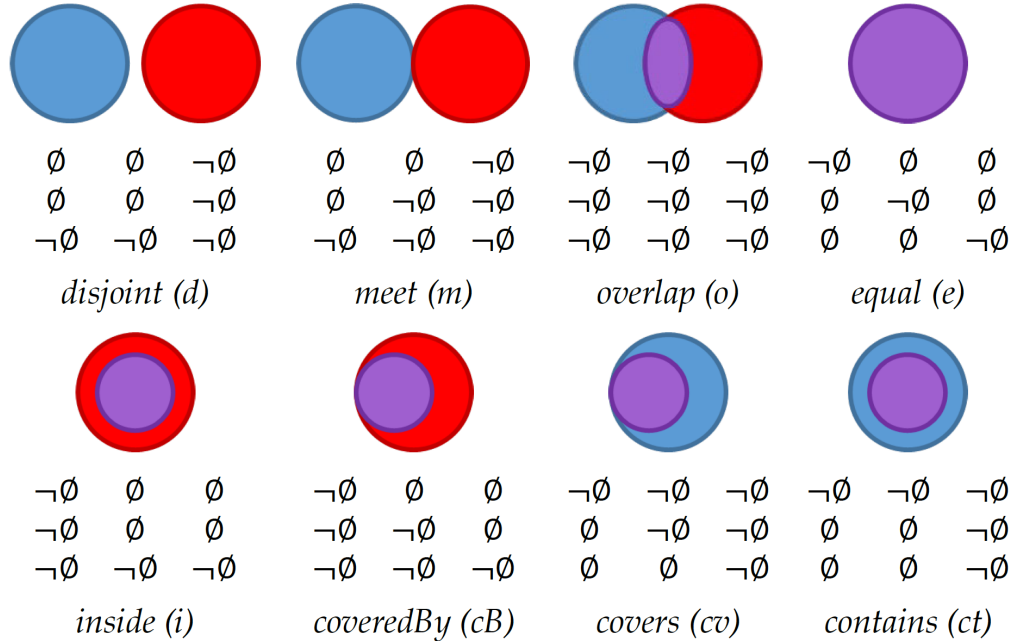 ∅ ∅ ¬∅ ∅ ∅ ¬∅ ¬∅ ¬∅ ¬∅ ¬∅ ∅ ∅
∅ ∅ ¬∅ ∅ ¬∅ ¬∅ ¬∅ ¬∅ ¬∅ ∅ ¬∅ ∅
¬∅ ¬∅ ¬∅ ¬∅ ¬∅ ¬∅ ¬∅ ¬∅ ¬∅ ∅ ∅ ¬∅
disjoint (d) meet (m) overlap (o) equal (e)
¬∅ ∅ ∅ ¬∅ ∅ ∅ ¬∅ ¬∅ ¬∅ ¬∅ ¬∅ ¬∅
¬∅ ∅ ∅ ¬∅ ¬∅ ∅ ∅ ¬∅ ¬∅ ∅ ∅ ¬∅
¬∅ ¬∅ ¬∅ ¬∅ ¬∅ ¬∅ ∅ ∅ ¬∅ ∅ ∅ ¬∅
inside (i) coveredBy (cB) covers (cv) contains (ct)